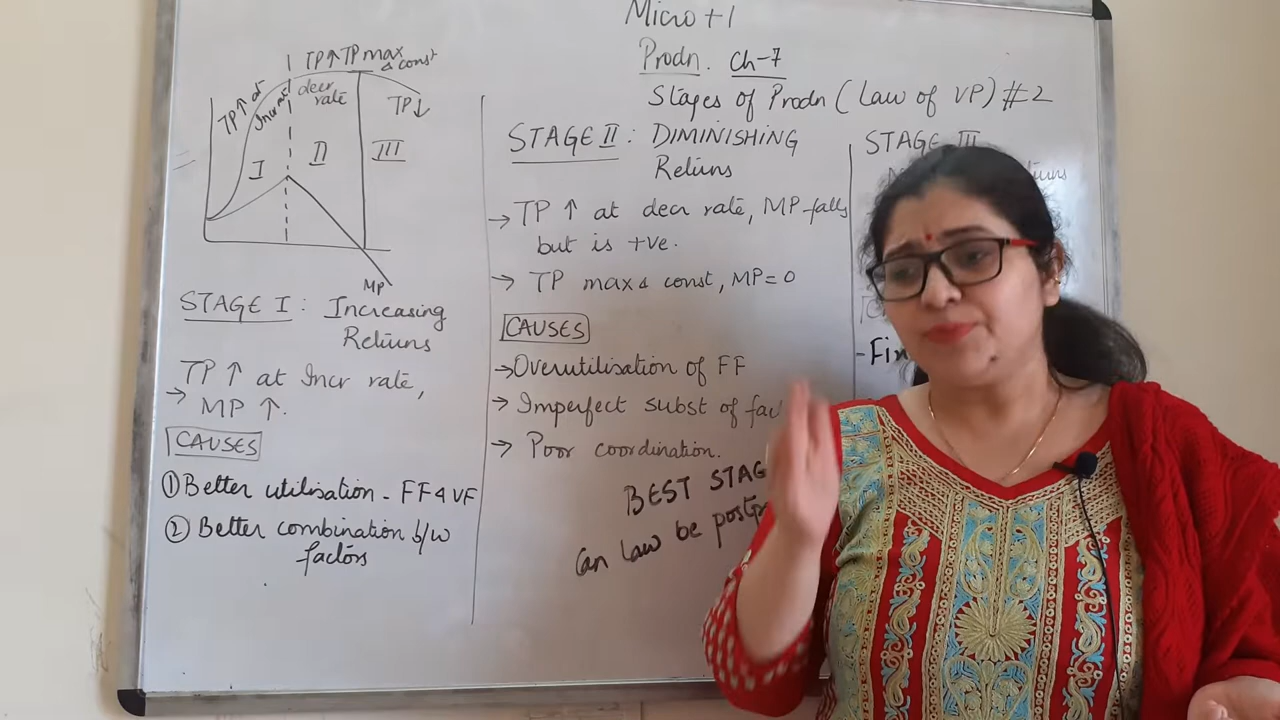 Micro +1
Prodn. Ch-7
Stages of Prodn (Law of VP) #2
TP↑ TP max
& const
TP↑ at
Incr rate
decr
rate
TP↓
I
II
III
MP
STAGE I : Increasing
Returns
→ TP ↑ at Incr rate,
MP ↑.
CAUSES
① Better utilisation - FF & VF
② Better combination b/w
factors
STAGE II : DIMINISHING
Returns
→ TP ↑ at decr rate, MP falls
but is +ve.
→ TP max & const, MP = 0
CAUSES
→ Overutilisation of FF
→ Imperfect subst of
→ Poor coordination.
BEST
Can law be
STAGE III